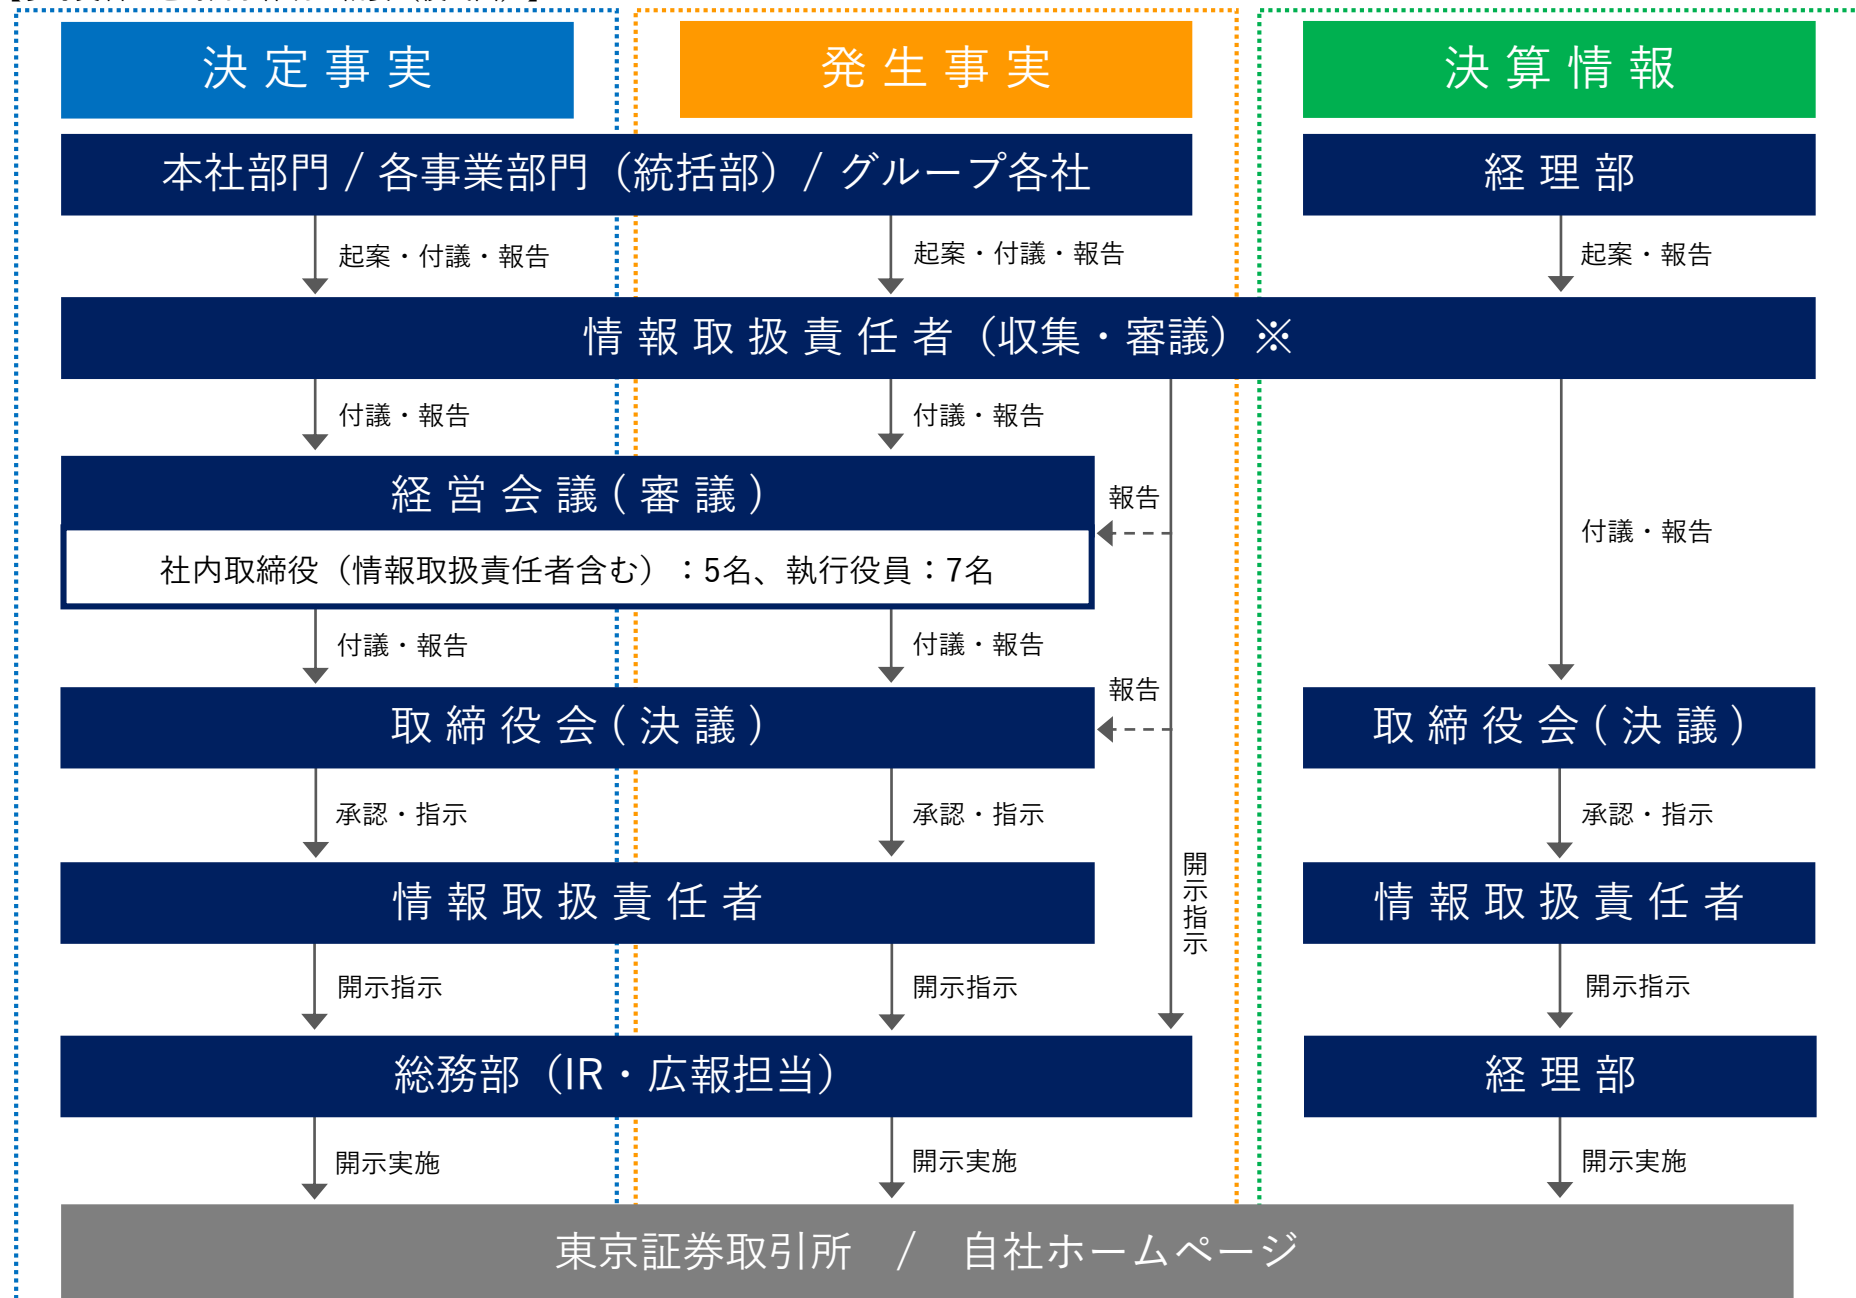 決定事実
発生事実
決算情報
本社部門 / 各事業部門（統括部）/ グループ各社
経理部
起案・付議・報告
起案・付議・報告
起案・報告
情報取扱責任者（収集・審議）※
付議・報告
付議・報告
経営会議(審議)
報告
社内取締役（情報取扱責任者含む）：5名、執行役員：7名
付議・報告
付議・報告
付議・報告
報告
取締役会(決議)
取締役会(決議)
承認・指示
承認・指示
承認・指示
開示指示
情報取扱責任者
情報取扱責任者
開示指示
開示指示
開示指示
総務部（IR・広報担当）
経理部
開示実施
開示実施
開示実施
東京証券取引所 / 自社ホームページ